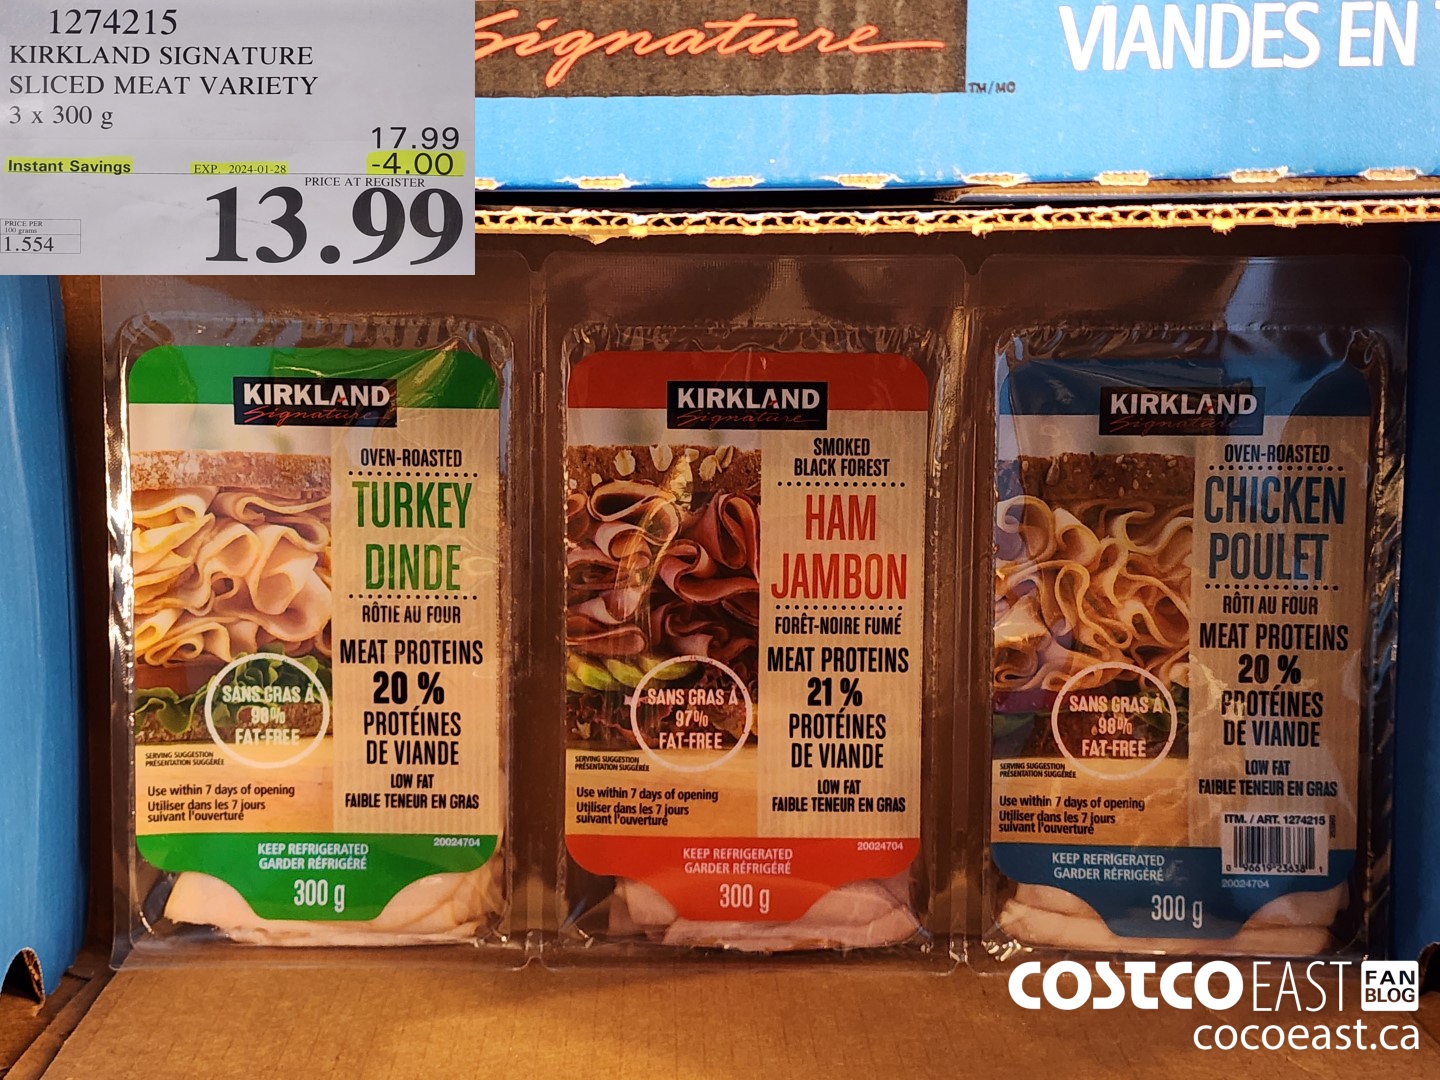 1274215
KIRKLAND SIGNATURE
SLICED MEAT VARIETY
3 x 300 g
17.99
Instant Savings EXP. 2024-01-28 -4.00
PRICE AT REGISTER
13.99
PRICE PER
100 grams
1.554
Signature
TM/MC
VIANDES EN
KIRKLAND
Signature
OVEN-ROASTED
TURKEY
DINDE
RÔTIE AU FOUR
MEAT PROTEINS
20 %
PROTÉINES
DE VIANDE
LOW FAT
FAIBLE TENEUR EN GRAS
SANS GRAS À
98%
FAT-FREE
SERVING SUGGESTION
PRÉSENTATION SUGGÉRÉE
Use within 7 days of opening
Utiliser dans les 7 jours
suivant l'ouverture
20024704
KEEP REFRIGERATED
GARDER RÉFRIGÉRÉ
300 g
KIRKLAND
Signature
SMOKED
BLACK FOREST
HAM
JAMBON
FORÊT-NOIRE FUMÉ
MEAT PROTEINS
21 %
PROTÉINES
DE VIANDE
LOW FAT
FAIBLE TENEUR EN GRAS
SANS GRAS À
97%
FAT-FREE
SERVING SUGGESTION
PRÉSENTATION SUGGÉRÉE
Use within 7 days of opening
Utiliser dans les 7 jours
suivant l'ouverture
20024704
KEEP REFRIGERATED
GARDER RÉFRIGÉRÉ
300 g
KIRKLAND
Signature
OVEN-ROASTED
CHICKEN
POULET
RÔTI AU FOUR
MEAT PROTEINS
20 %
PROTÉINES
DE VIANDE
LOW FAT
FAIBLE TENEUR EN GRAS
SANS GRAS À
98%
FAT-FREE
SERVING SUGGESTION
PRÉSENTATION SUGGÉRÉE
Use within 7 days of opening
Utiliser dans les 7 jours
suivant l'ouverture
ITM. / ART. 1274215
0 96619 23638 1
20024704
KEEP REFRIGERATED
GARDER RÉFRIGÉRÉ
300 g
COSTCO EAST FAN BLOG
cocoeast.ca